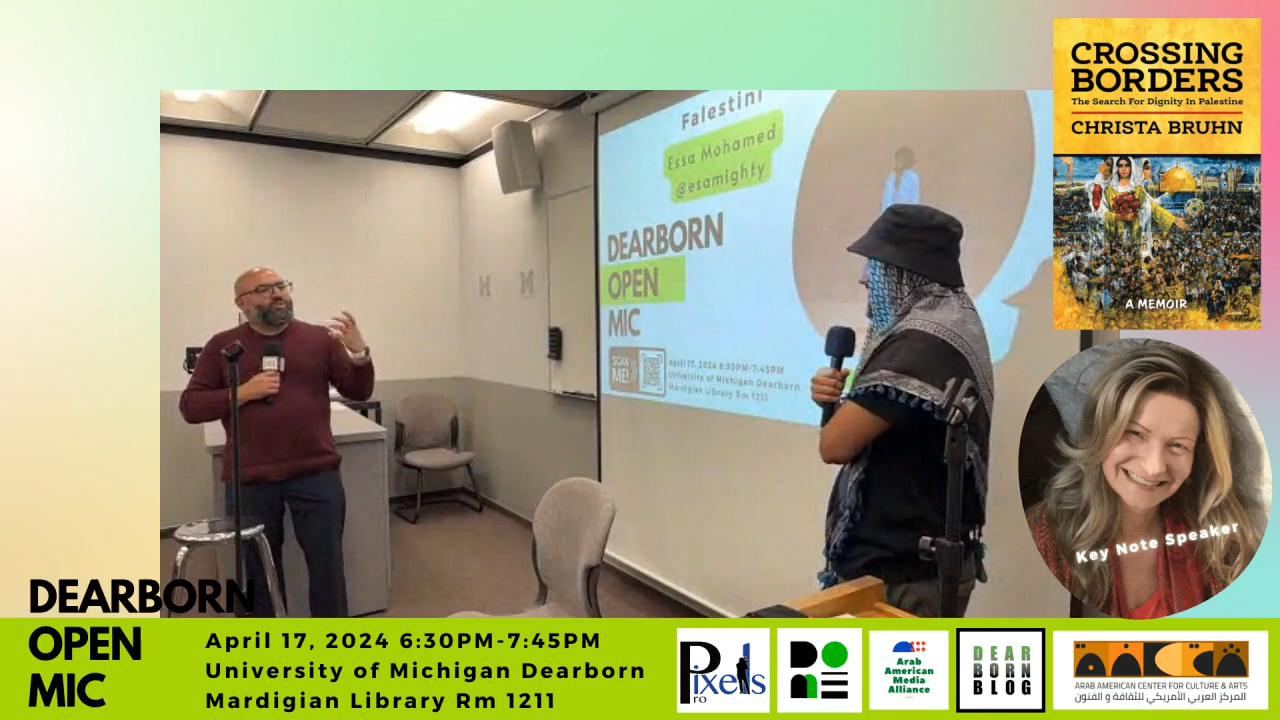 CROSSING
BORDERS
The Search For Dignity In Palestine
CHRISTA BRUHN
A MEMOIR
Falestini
Essa Mohamed
@esamighty
DEARBORN
OPEN
MIC
SCAN
ME!
April 17, 2024 6:30PM-7:45PM
University of Michigan Dearborn
Mardigian Library Rm 1211
Key Note Speaker
DEARBORN
OPEN
MIC
April 17, 2024 6:30PM-7:45PM
University of Michigan Dearborn
Mardigian Library Rm 1211
Pixels
ro
DONE
Arab
American
Media
Alliance
DEAR
BORN
BLOG
ARAB AMERICAN CENTER FOR CULTURE & ARTS
المركز العربي الأمريكي للثقافة و الفنون